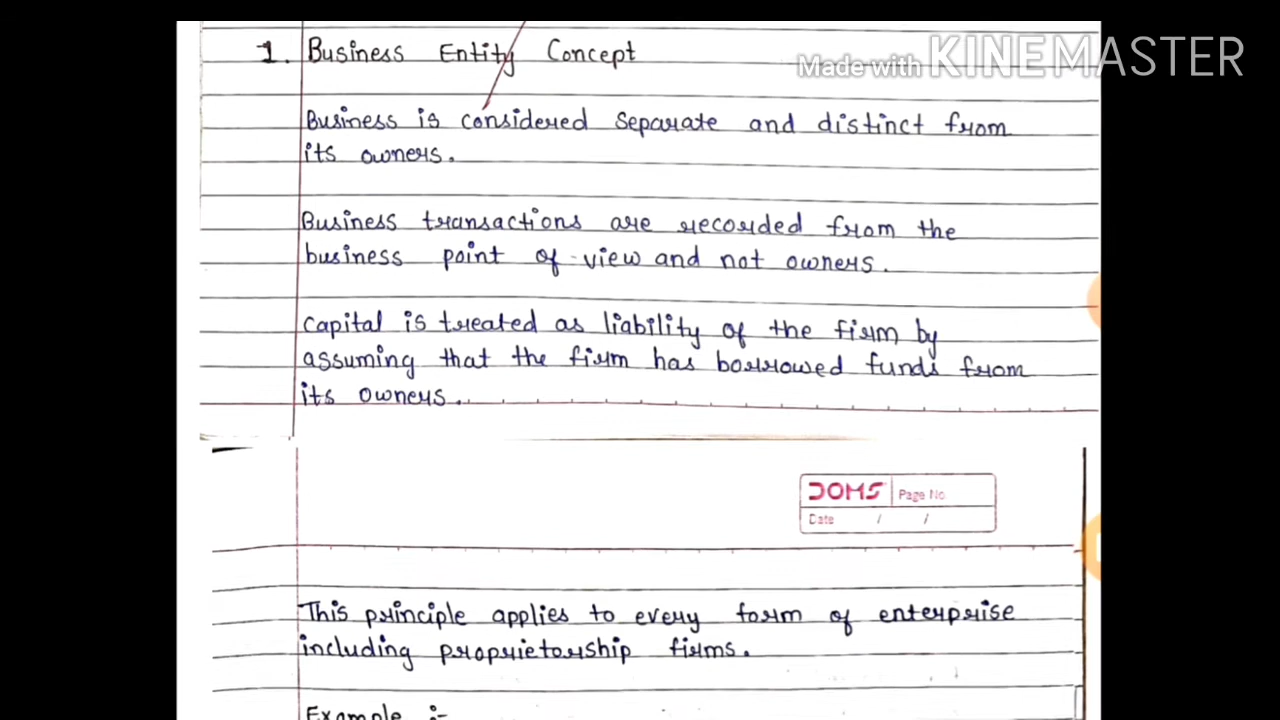 Made with KINEMASTER
1. Business Entity Concept
Business is considered separate and distinct from
its owners.
Business transactions are recorded from the
business point of view and not owners.
Capital is treated as liability of the firm by
assuming that the firm has borrowed funds from
its owners.
DOMS Page No
Date / /
This principle applies to every form of enterprise
including proprietorship firms.
Example :-